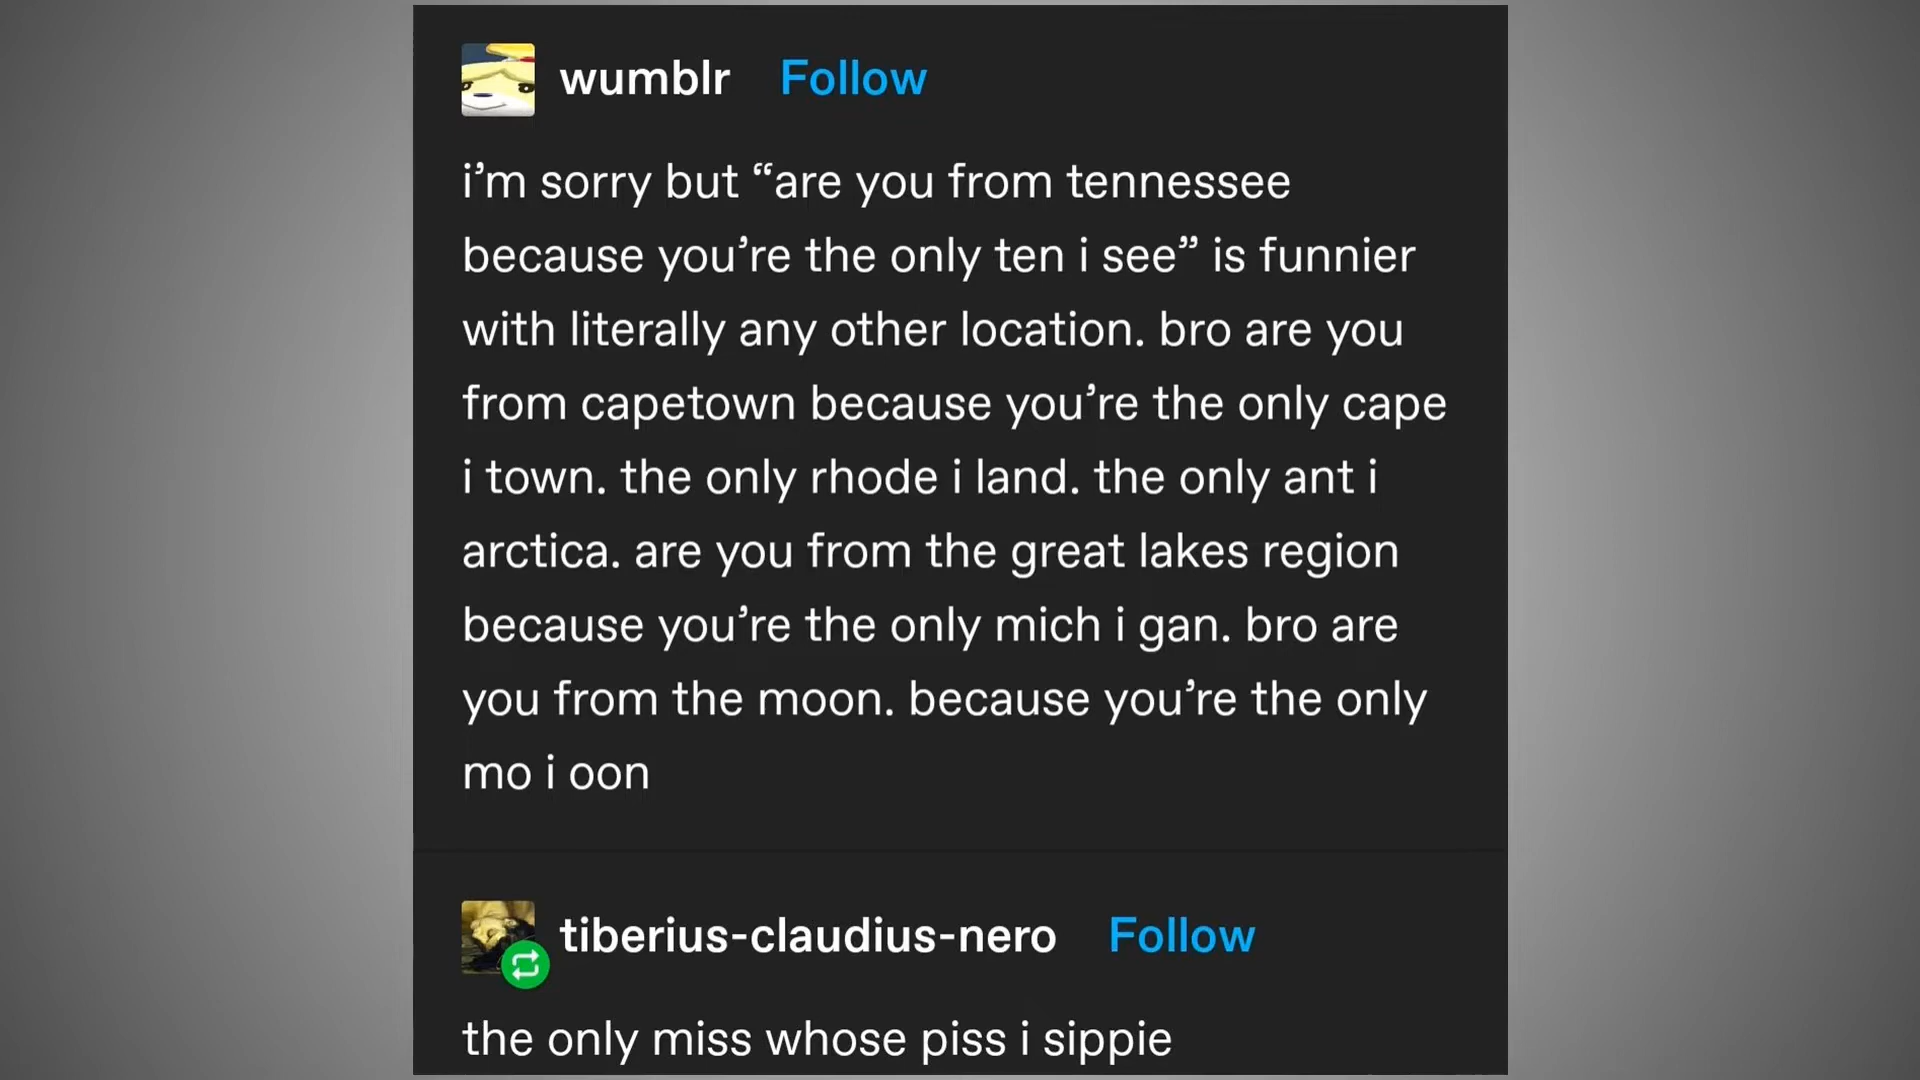 wumblr Follow
i’m sorry but “are you from tennessee
because you’re the only ten i see” is funnier
with literally any other location. bro are you
from capetown because you’re the only cape
i town. the only rhode i land. the only ant i
arctica. are you from the great lakes region
because you’re the only mich i gan. bro are
you from the moon. because you’re the only
mo i oon
tiberius-claudius-nero Follow
the only miss whose piss i sippie